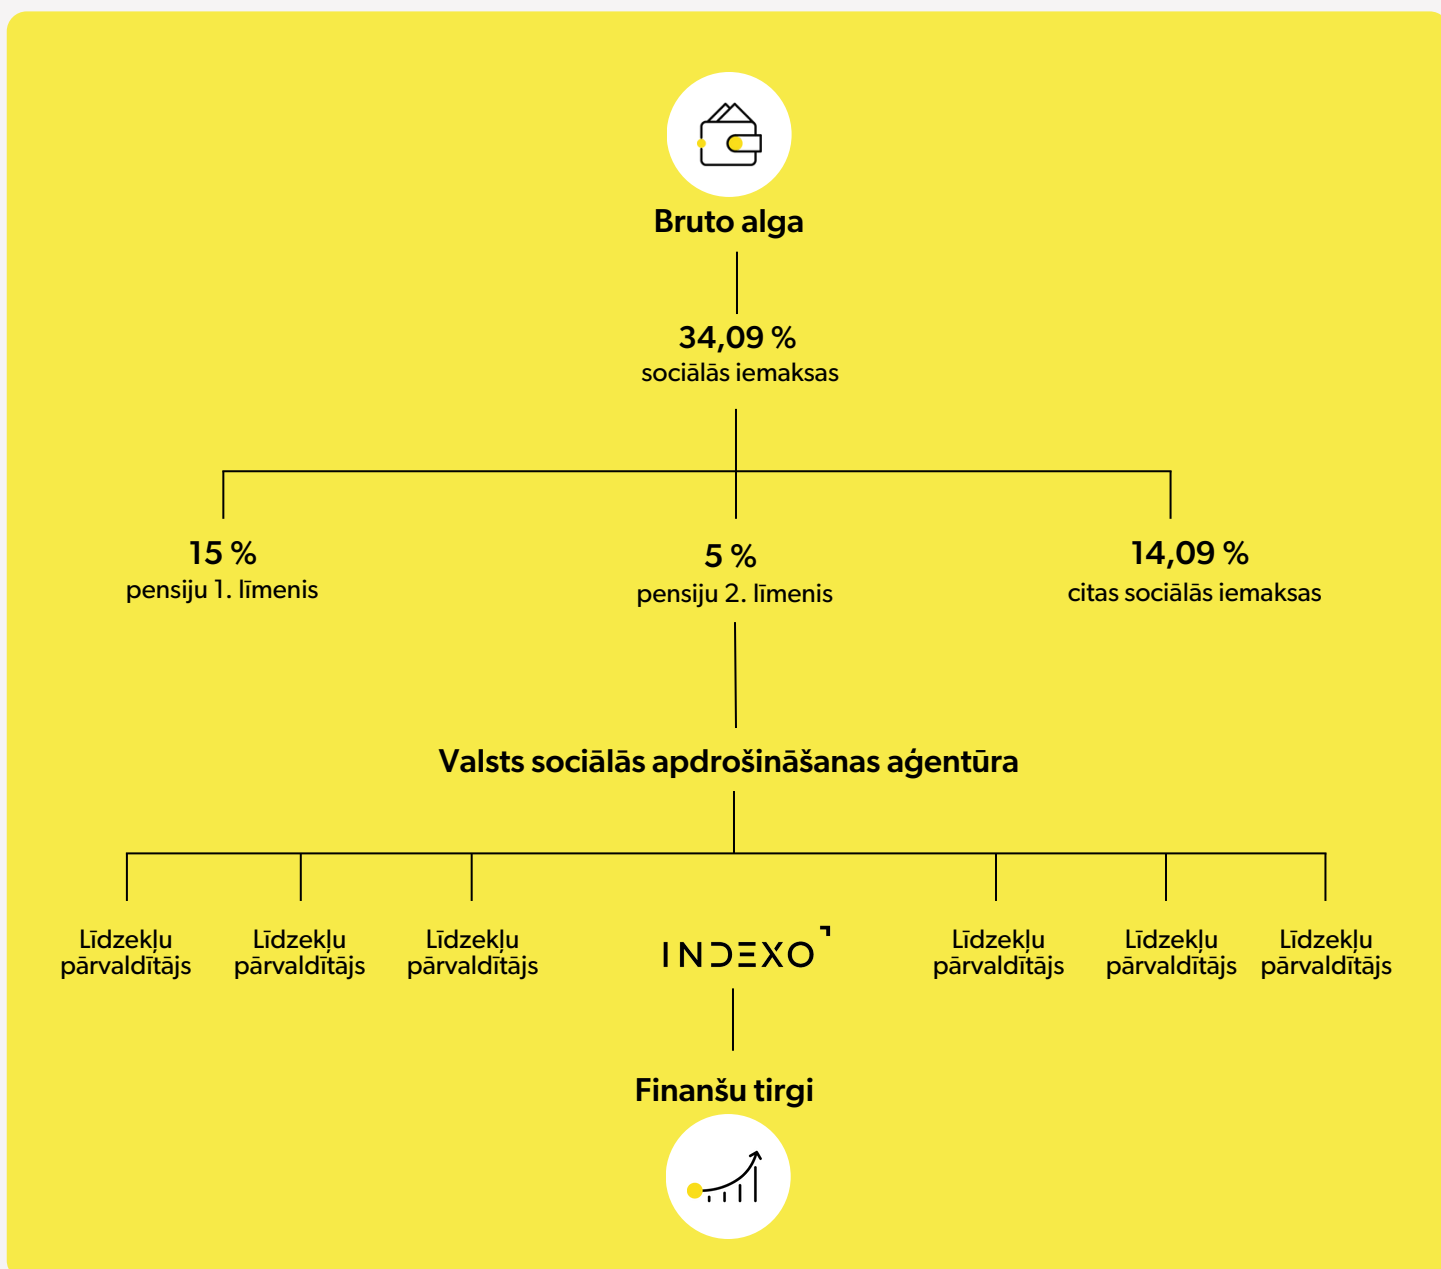 Bruto alga
34,09 %
sociālās iemaksas
15 %
pensiju 1. līmenis
5 %
pensiju 2. līmenis
14,09 %
citas sociālās iemaksas
Valsts sociālās apdrošināšanas aģentūra
Līdzekļu
pārvaldītājs
Līdzekļu
pārvaldītājs
Līdzekļu
pārvaldītājs
INDEXO
Līdzekļu
pārvaldītājs
Līdzekļu
pārvaldītājs
Līdzekļu
pārvaldītājs
Finanšu tirgi